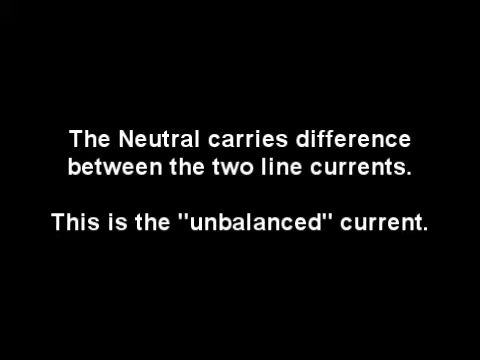 The Neutral carries difference
between the two line currents.
This is the "unbalanced" current.